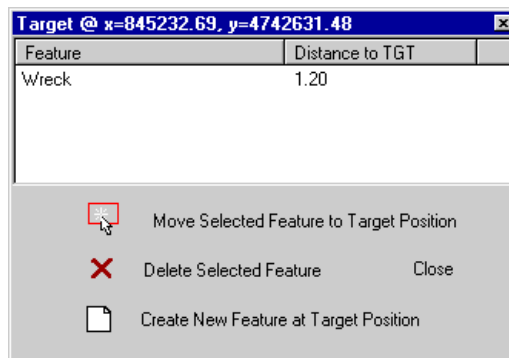 Target @ x=845232.69, y=4742631.48
Feature Distance to TGT
Wreck 1.20
Move Selected Feature to Target Position
Delete Selected Feature Close
Create New Feature at Target Position